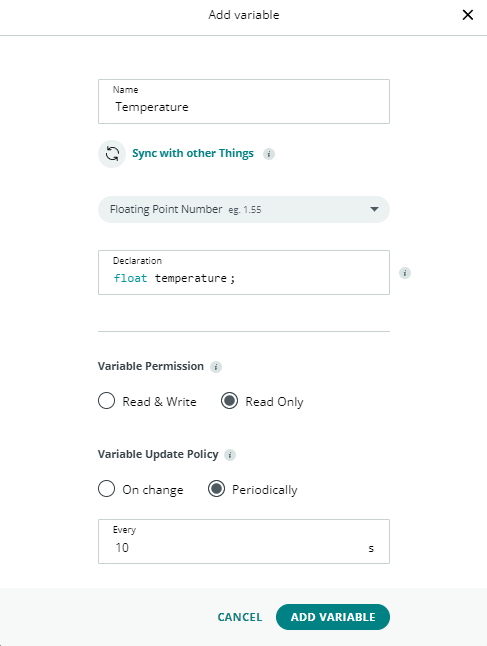 Add variable
Name
Temperature
Sync with other Things i
Floating Point Number eg. 1.55
Declaration
float temperature;
i
Variable Permission i
Read & Write Read Only
Variable Update Policy i
On change Periodically
Every
10 s
CANCEL ADD VARIABLE